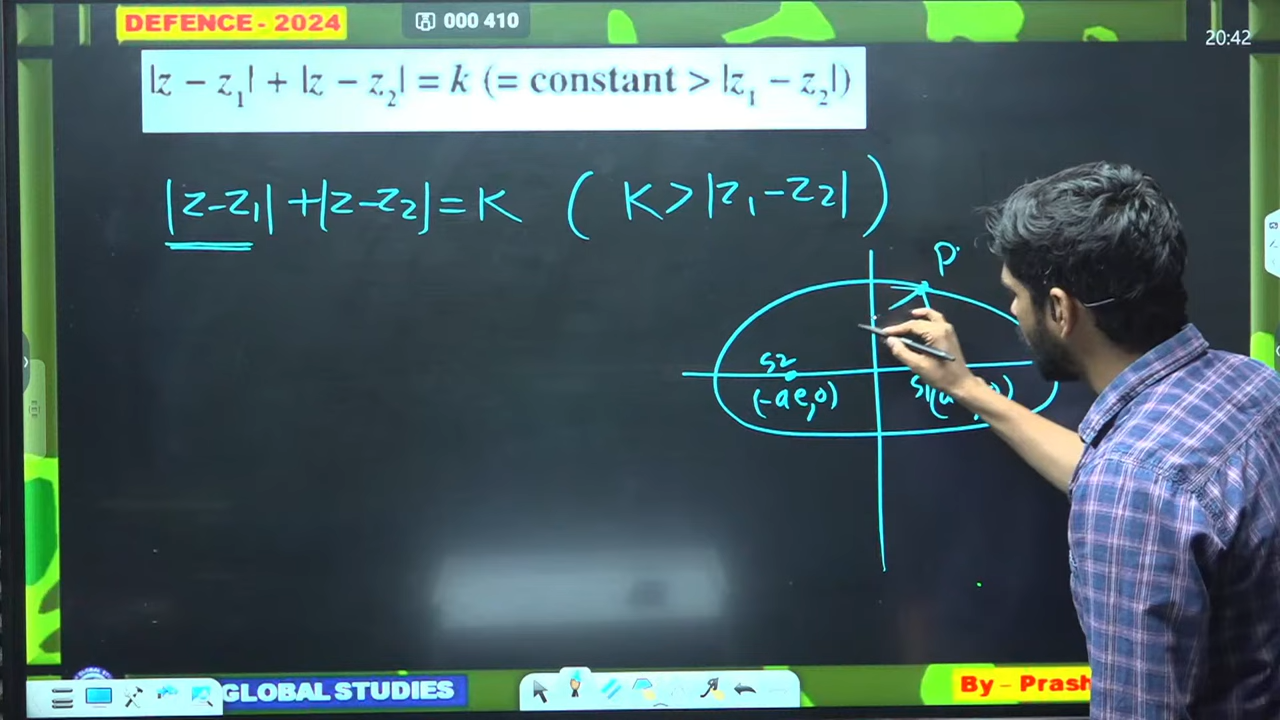 DEFENCE - 2024
000 410
20:42
|z − z₁| + |z − z₂| = k (= constant > |z₁ − z₂|)
|z-z₁| + |z-z₂| = K ( K > |z₁-z₂| )
P
S2
(-ae,0)
S1(a
0)
GLOBAL STUDIES
By - Prash